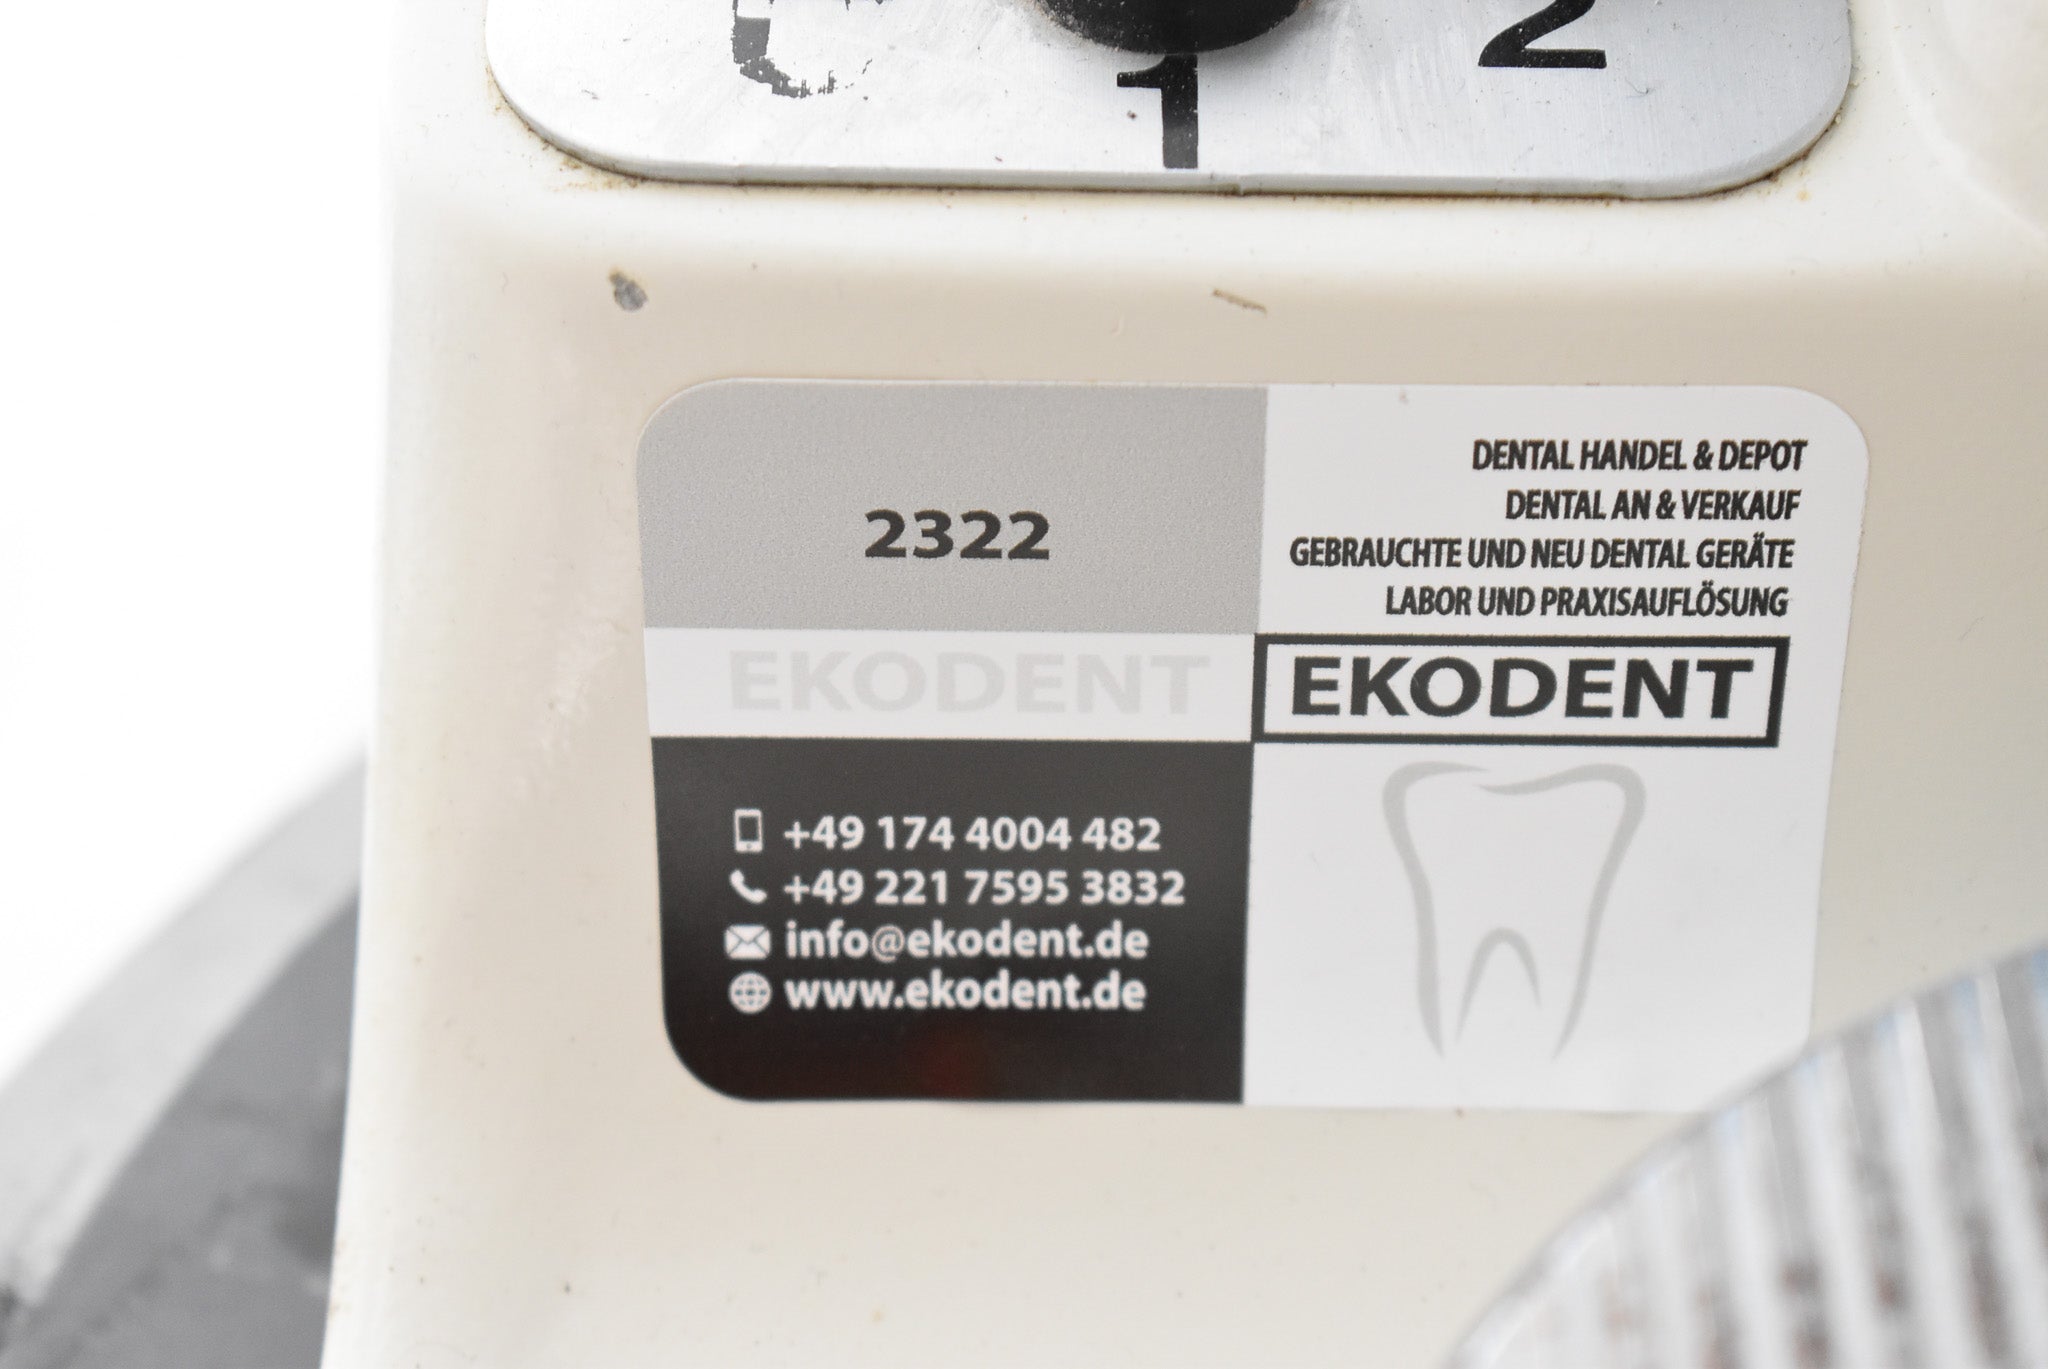 1
2
2322
DENTAL HANDEL & DEPOT
DENTAL AN & VERKAUF
GEBRAUCHTE UND NEU DENTAL GERÄTE
LABOR UND PRAXISAUFLÖSUNG
EKODENT
EKODENT
+49 174 4004 482
+49 221 7595 3832
info@ekodent.de
www.ekodent.de